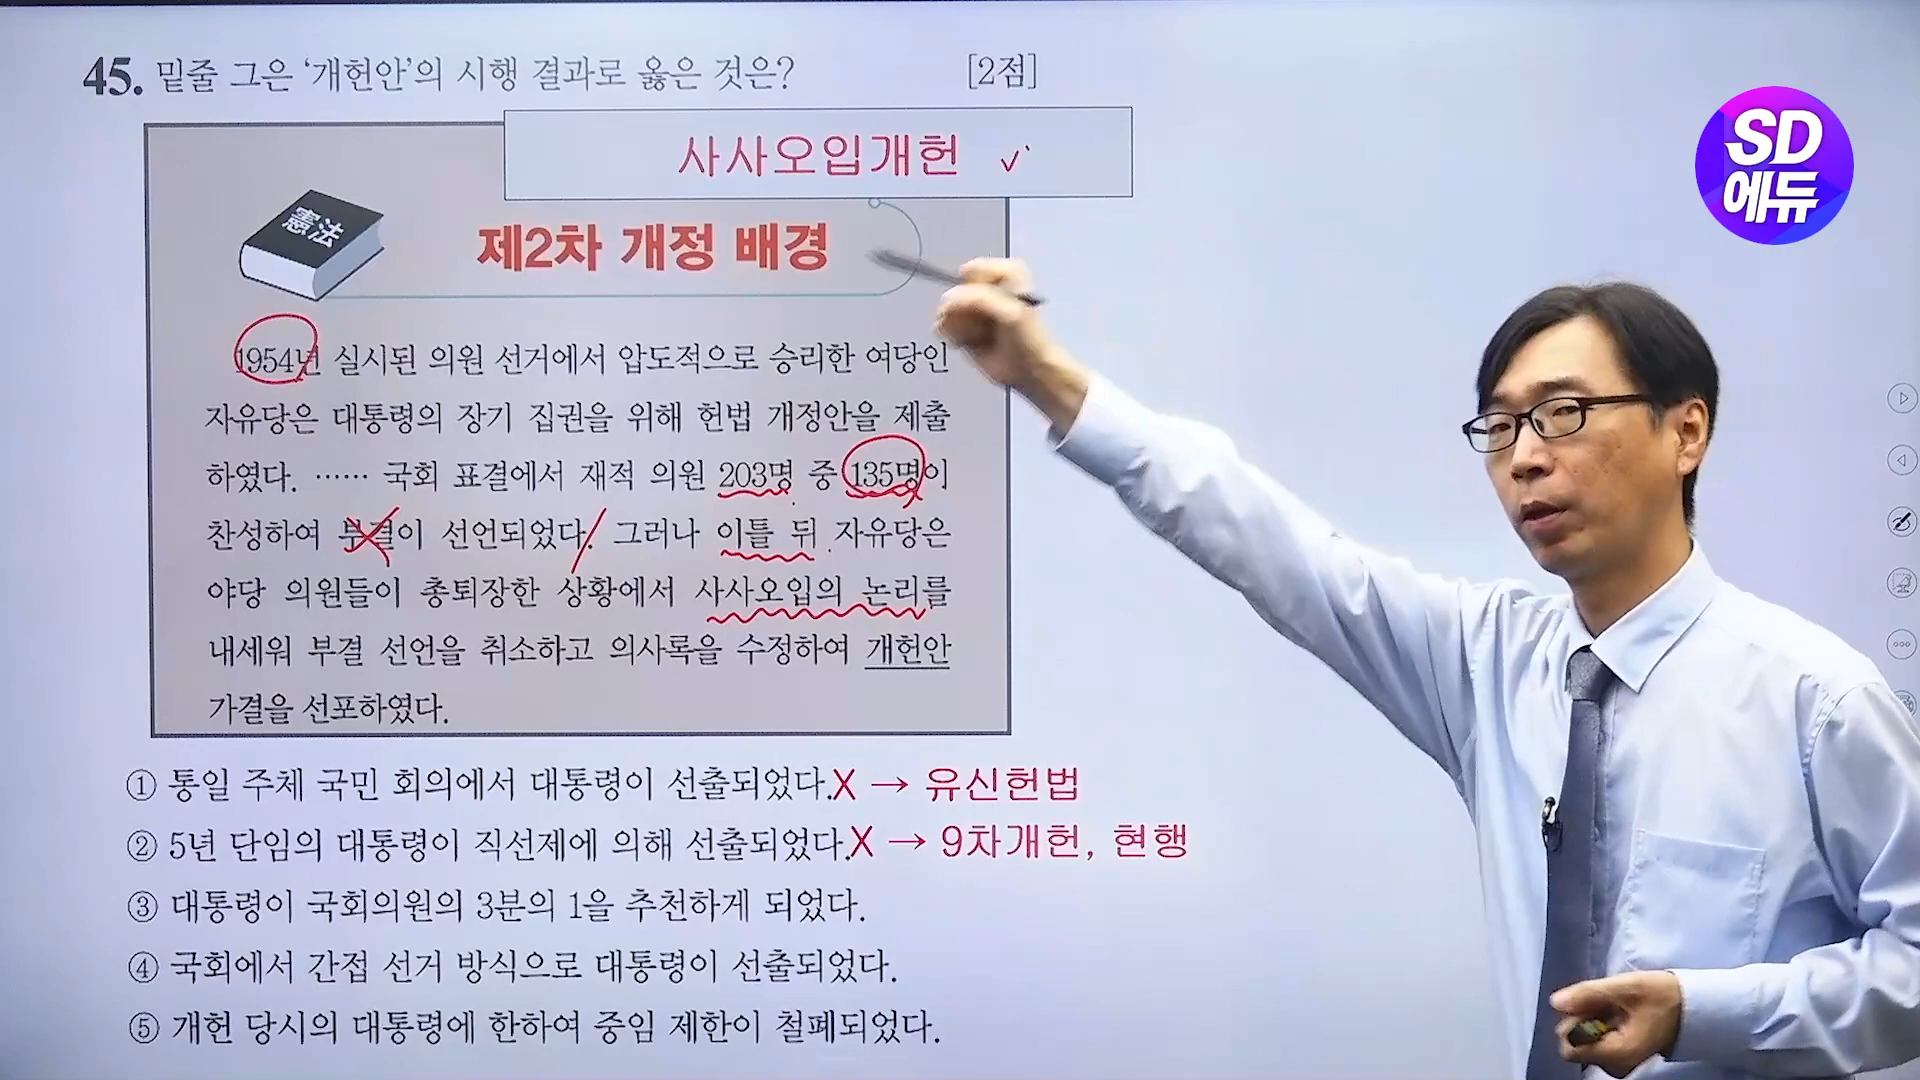 45. 밑줄 그은 ‘개헌안’의 시행 결과로 옳은 것은? [2점]
사사오입개헌 ✓
SD
에듀
憲法
제2차 개정 배경
1954년 실시된 의원 선거에서 압도적으로 승리한 여당인
자유당은 대통령의 장기 집권을 위해 헌법 개정안을 제출
하였다. …… 국회 표결에서 재적 의원 203명 중 135명이
찬성하여 부결이 선언되었다. 그러나 이틀 뒤 자유당은
야당 의원들이 총퇴장한 상황에서 사사오입의 논리를
내세워 부결 선언을 취소하고 의사록을 수정하여 개헌안
가결을 선포하였다.
① 통일 주체 국민 회의에서 대통령이 선출되었다.X → 유신헌법
② 5년 단임의 대통령이 직선제에 의해 선출되었다.X → 9차개헌, 현행
③ 대통령이 국회의원의 3분의 1을 추천하게 되었다.
④ 국회에서 간접 선거 방식으로 대통령이 선출되었다.
⑤ 개헌 당시의 대통령에 한하여 중임 제한이 철폐되었다.